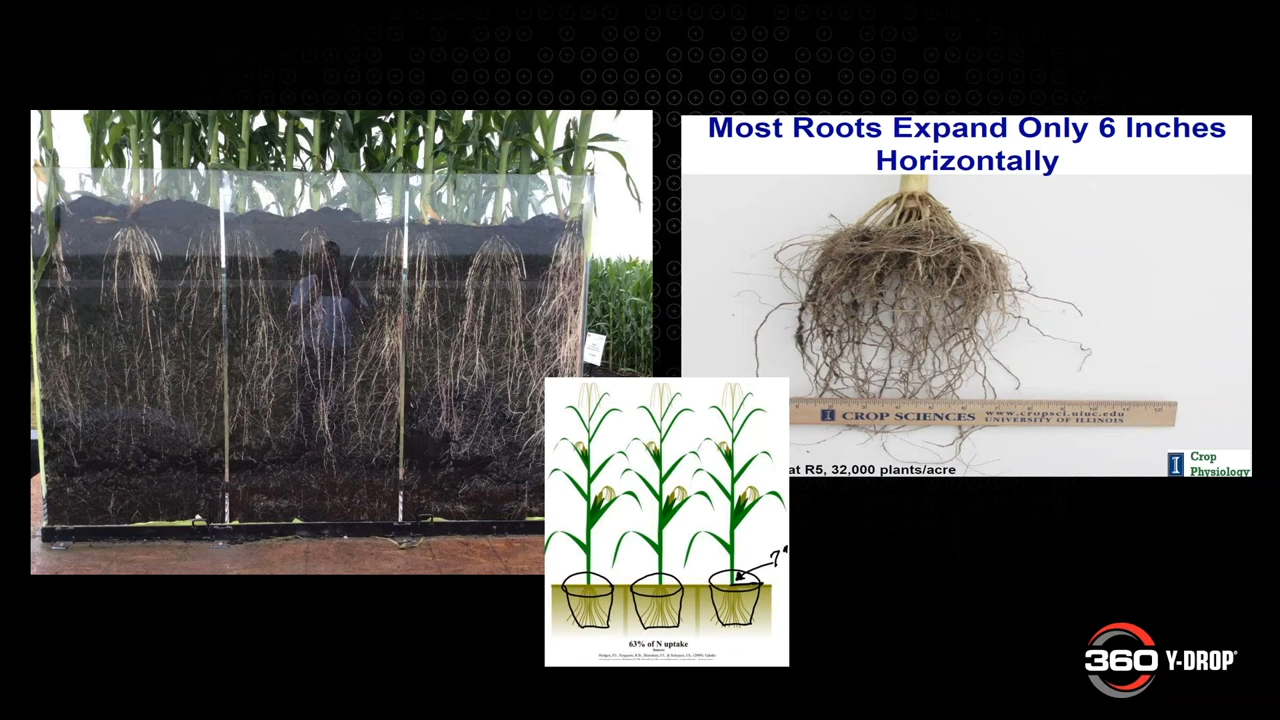 Most Roots Expand Only 6 Inches
Horizontally
CROP SCIENCES www.cropsci.uiuc.edu
UNIVERSITY OF ILLINOIS
at R5, 32,000 plants/acre
Crop
Physiology
7"
63% of N uptake
360 Y-DROP